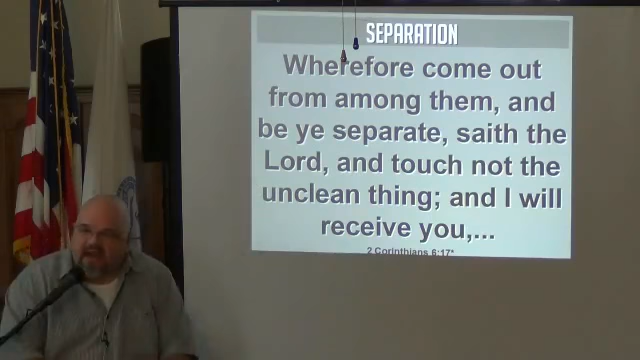 SEPARATION
Wherefore come out
from among them, and
be ye separate, saith the
Lord, and touch not the
unclean thing; and I will
receive you,...
2 Corinthians 6:17*